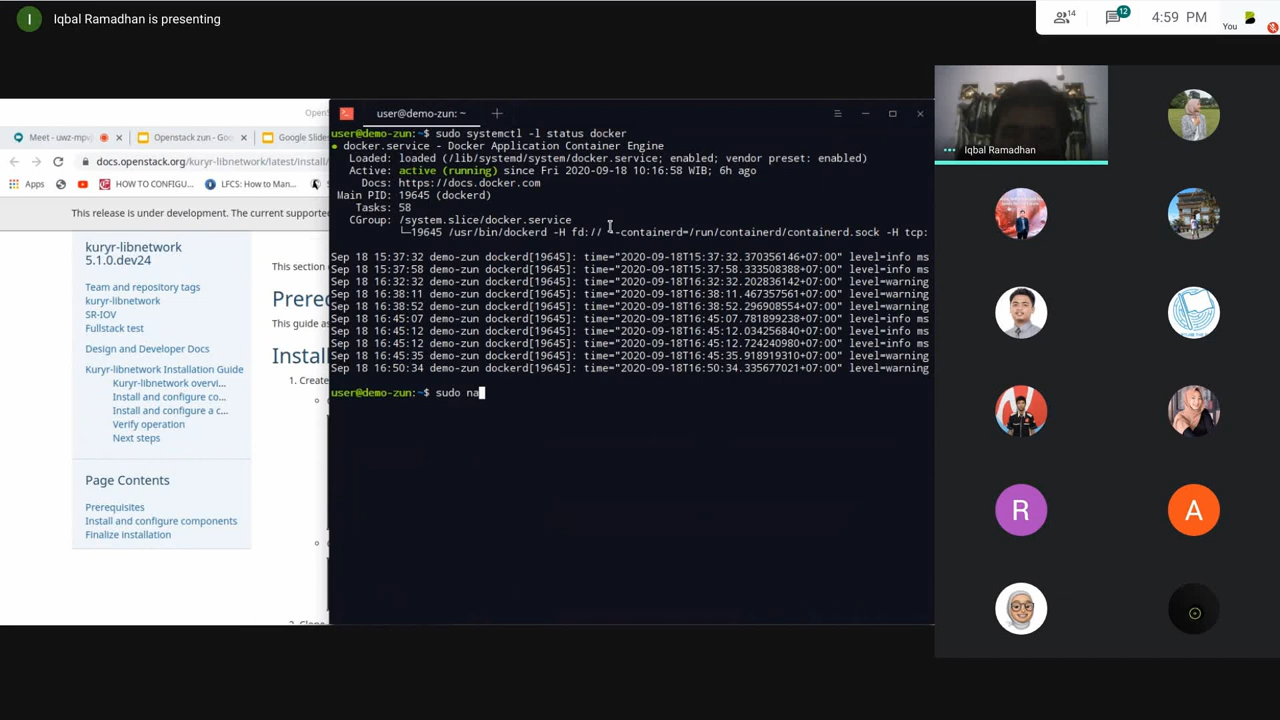 I
Iqbal Ramadhan is presenting
14
12
4:59 PM
You
OpenS
Meet - uwz-mpv
Openstack zun - Goo
Google Slides
docs.openstack.org/kuryr-libnetwork/latest/install/
Apps
HOW TO CONFIGU...
LFCS: How to Man...
This release is under development. The current supported
kuryr-libnetwork
5.1.0.dev24
Team and repository tags
kuryr-libnetwork
SR-IOV
Fullstack test
Design and Developer Docs
Kuryr-libnetwork Installation Guide
Kuryr-libnetwork overvi...
Install and configure co...
Install and configure a c...
Verify operation
Next steps
Page Contents
Prerequisites
Install and configure components
Finalize installation
This section
Prere
This guide as
Install
1. Create
user@demo-zun: ~
user@demo-zun:~$ sudo systemctl -l status docker
● docker.service - Docker Application Container Engine
Loaded: loaded (/lib/systemd/system/docker.service; enabled; vendor preset: enabled)
Active: active (running) since Fri 2020-09-18 10:16:58 WIB; 6h ago
Docs: https://docs.docker.com
Main PID: 19645 (dockerd)
Tasks: 58
CGroup: /system.slice/docker.service
└─19645 /usr/bin/dockerd -H fd:// --containerd=/run/containerd/containerd.sock -H tcp:
Sep 18 15:37:32 demo-zun dockerd[19645]: time="2020-09-18T15:37:32.370356146+07:00" level=info ms
Sep 18 15:37:58 demo-zun dockerd[19645]: time="2020-09-18T15:37:58.333508388+07:00" level=info ms
Sep 18 16:32:32 demo-zun dockerd[19645]: time="2020-09-18T16:32:32.202836142+07:00" level=warning
Sep 18 16:38:11 demo-zun dockerd[19645]: time="2020-09-18T16:38:11.467357561+07:00" level=warning
Sep 18 16:38:52 demo-zun dockerd[19645]: time="2020-09-18T16:38:52.296908554+07:00" level=warning
Sep 18 16:45:07 demo-zun dockerd[19645]: time="2020-09-18T16:45:07.781899238+07:00" level=info ms
Sep 18 16:45:12 demo-zun dockerd[19645]: time="2020-09-18T16:45:12.034256840+07:00" level=info ms
Sep 18 16:45:12 demo-zun dockerd[19645]: time="2020-09-18T16:45:12.724240980+07:00" level=info ms
Sep 18 16:45:35 demo-zun dockerd[19645]: time="2020-09-18T16:45:35.918919310+07:00" level=warning
Sep 18 16:50:34 demo-zun dockerd[19645]: time="2020-09-18T16:50:34.335677021+07:00" level=warning
user@demo-zun:~$ sudo na
Iqbal Ramadhan
R
A